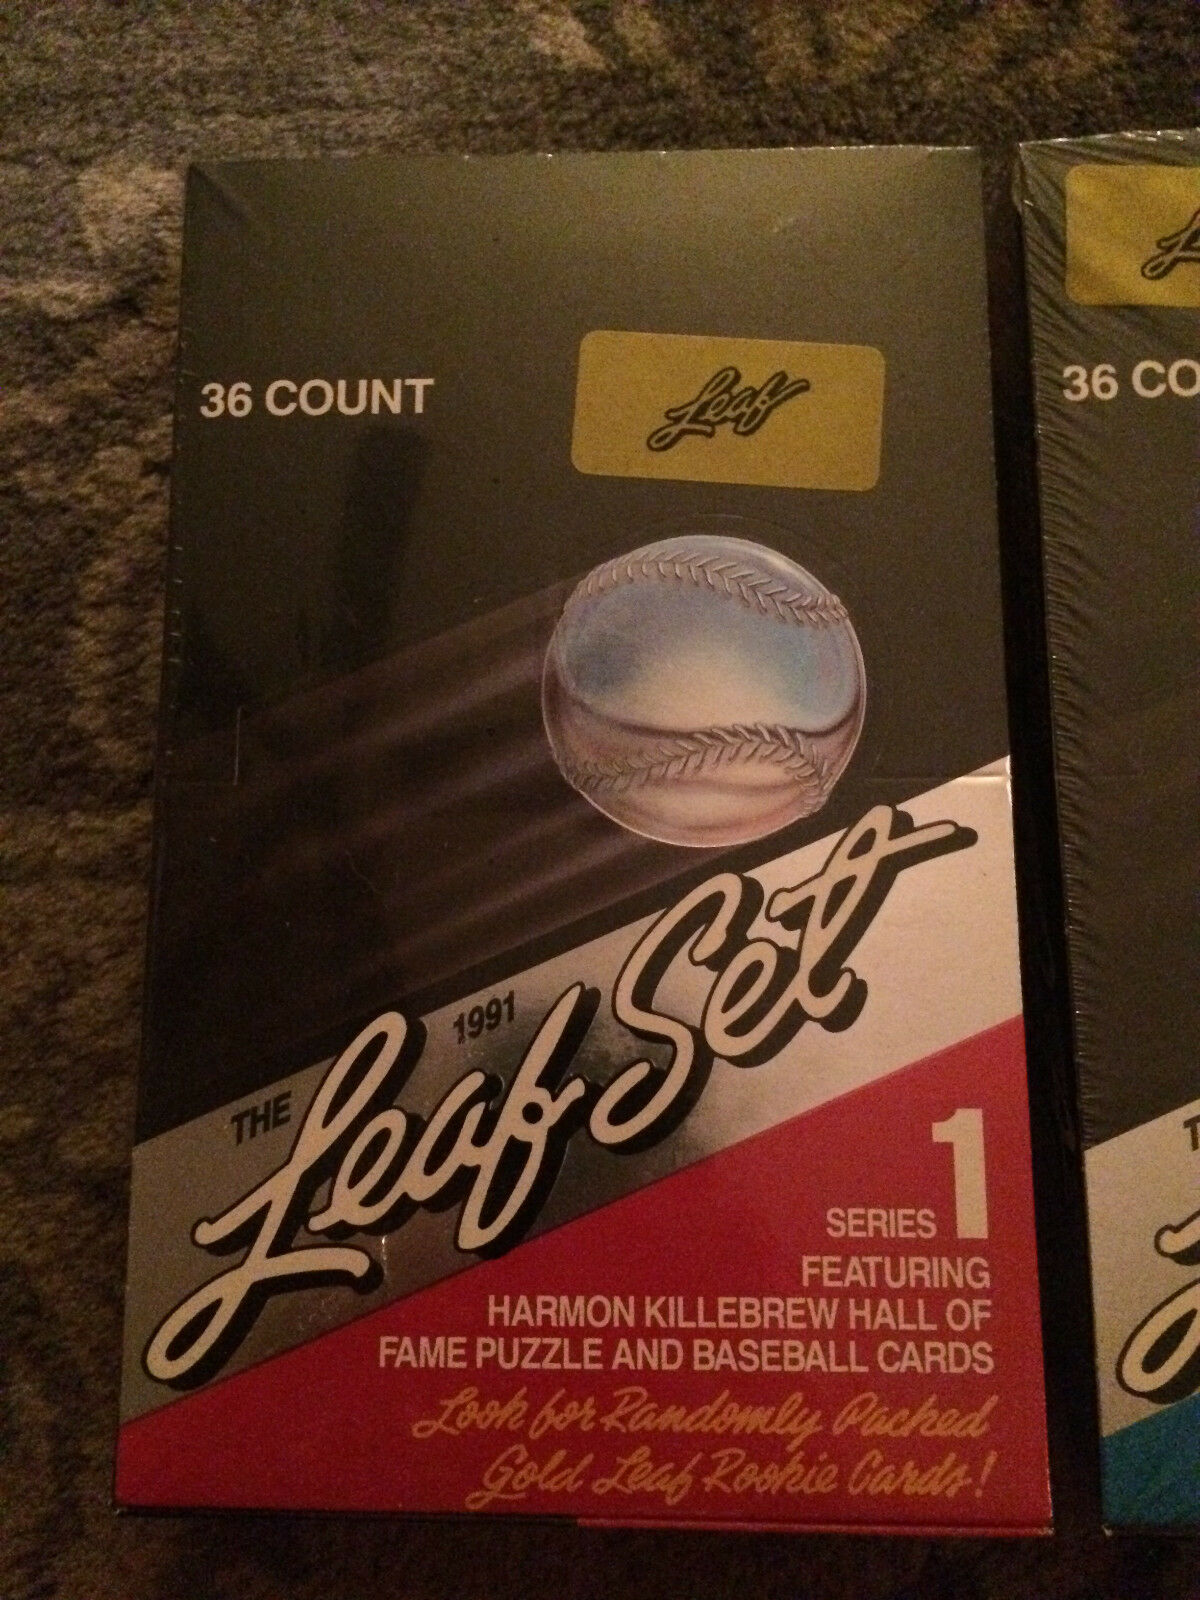 36 COUNT
Leaf
THE 1991
Leaf Set
SERIES 1
FEATURING
HARMON KILLEBREW HALL OF
FAME PUZZLE AND BASEBALL CARDS
Look for Randomly Packed
Gold Leaf Rookie Cards!
36 CO